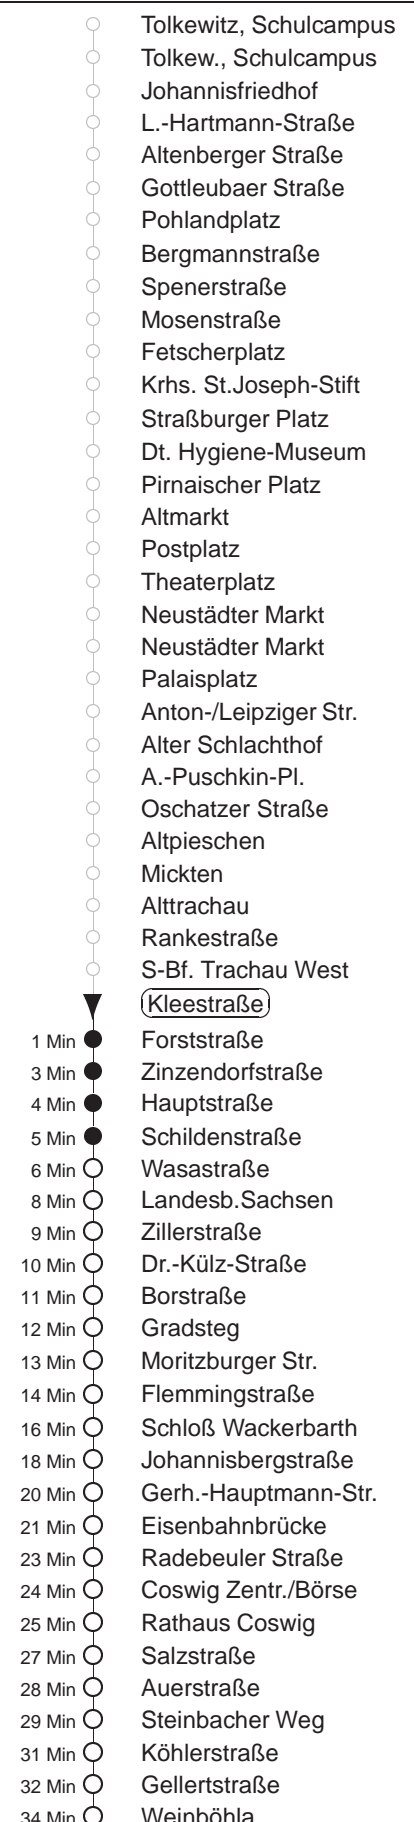 Tolkewitz, Schulcampus
Tolkew., Schulcampus
Johannisfriedhof
L.-Hartmann-Straße
Altenberger Straße
Gottleubaer Straße
Pohlandplatz
Bergmannstraße
Spenerstraße
Mosenstraße
Fetscherplatz
Krhs. St.Joseph-Stift
Straßburger Platz
Dt. Hygiene-Museum
Pirnaischer Platz
Altmarkt
Postplatz
Theaterplatz
Neustädter Markt
Neustädter Markt
Palaisplatz
Anton-/Leipziger Str.
Alter Schlachthof
A.-Puschkin-Pl.
Oschatzer Straße
Altpieschen
Mickten
Alttrachau
Rankestraße
S-Bf. Trachau West
Kleestraße
1 Min Forststraße
3 Min Zinzendorfstraße
4 Min Hauptstraße
5 Min Schildenstraße
6 Min Wasastraße
8 Min Landesb.Sachsen
9 Min Zillerstraße
10 Min Dr.-Külz-Straße
11 Min Borstraße
12 Min Gradsteg
13 Min Moritzburger Str.
14 Min Flemmingstraße
16 Min Schloß Wackerbarth
18 Min Johannisbergstraße
20 Min Gerh.-Hauptmann-Str.
21 Min Eisenbahnbrücke
23 Min Radebeuler Straße
24 Min Coswig Zentr./Börse
25 Min Rathaus Coswig
27 Min Salzstraße
28 Min Auerstraße
29 Min Steinbacher Weg
31 Min Köhlerstraße
32 Min Gellertstraße
34 Min Weinböhla